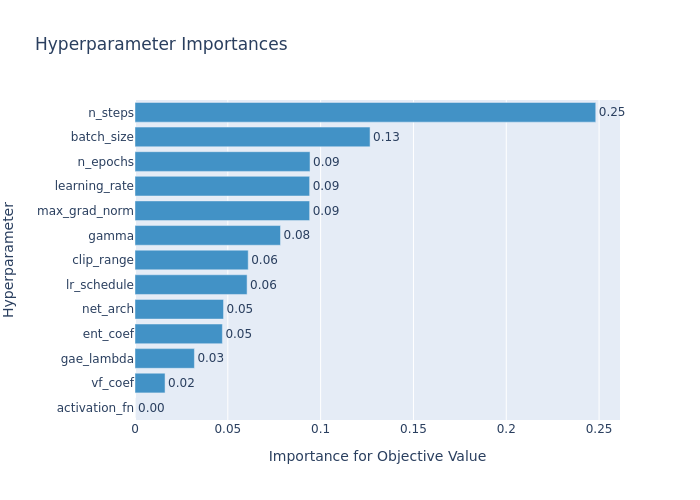 Hyperparameter Importances
Hyperparameter
n_steps 0.25
batch_size 0.13
n_epochs 0.09
learning_rate 0.09
max_grad_norm 0.09
gamma 0.08
clip_range 0.06
lr_schedule 0.06
net_arch 0.05
ent_coef 0.05
gae_lambda 0.03
vf_coef 0.02
activation_fn 0.00
0 0.05 0.1 0.15 0.2 0.25
Importance for Objective Value